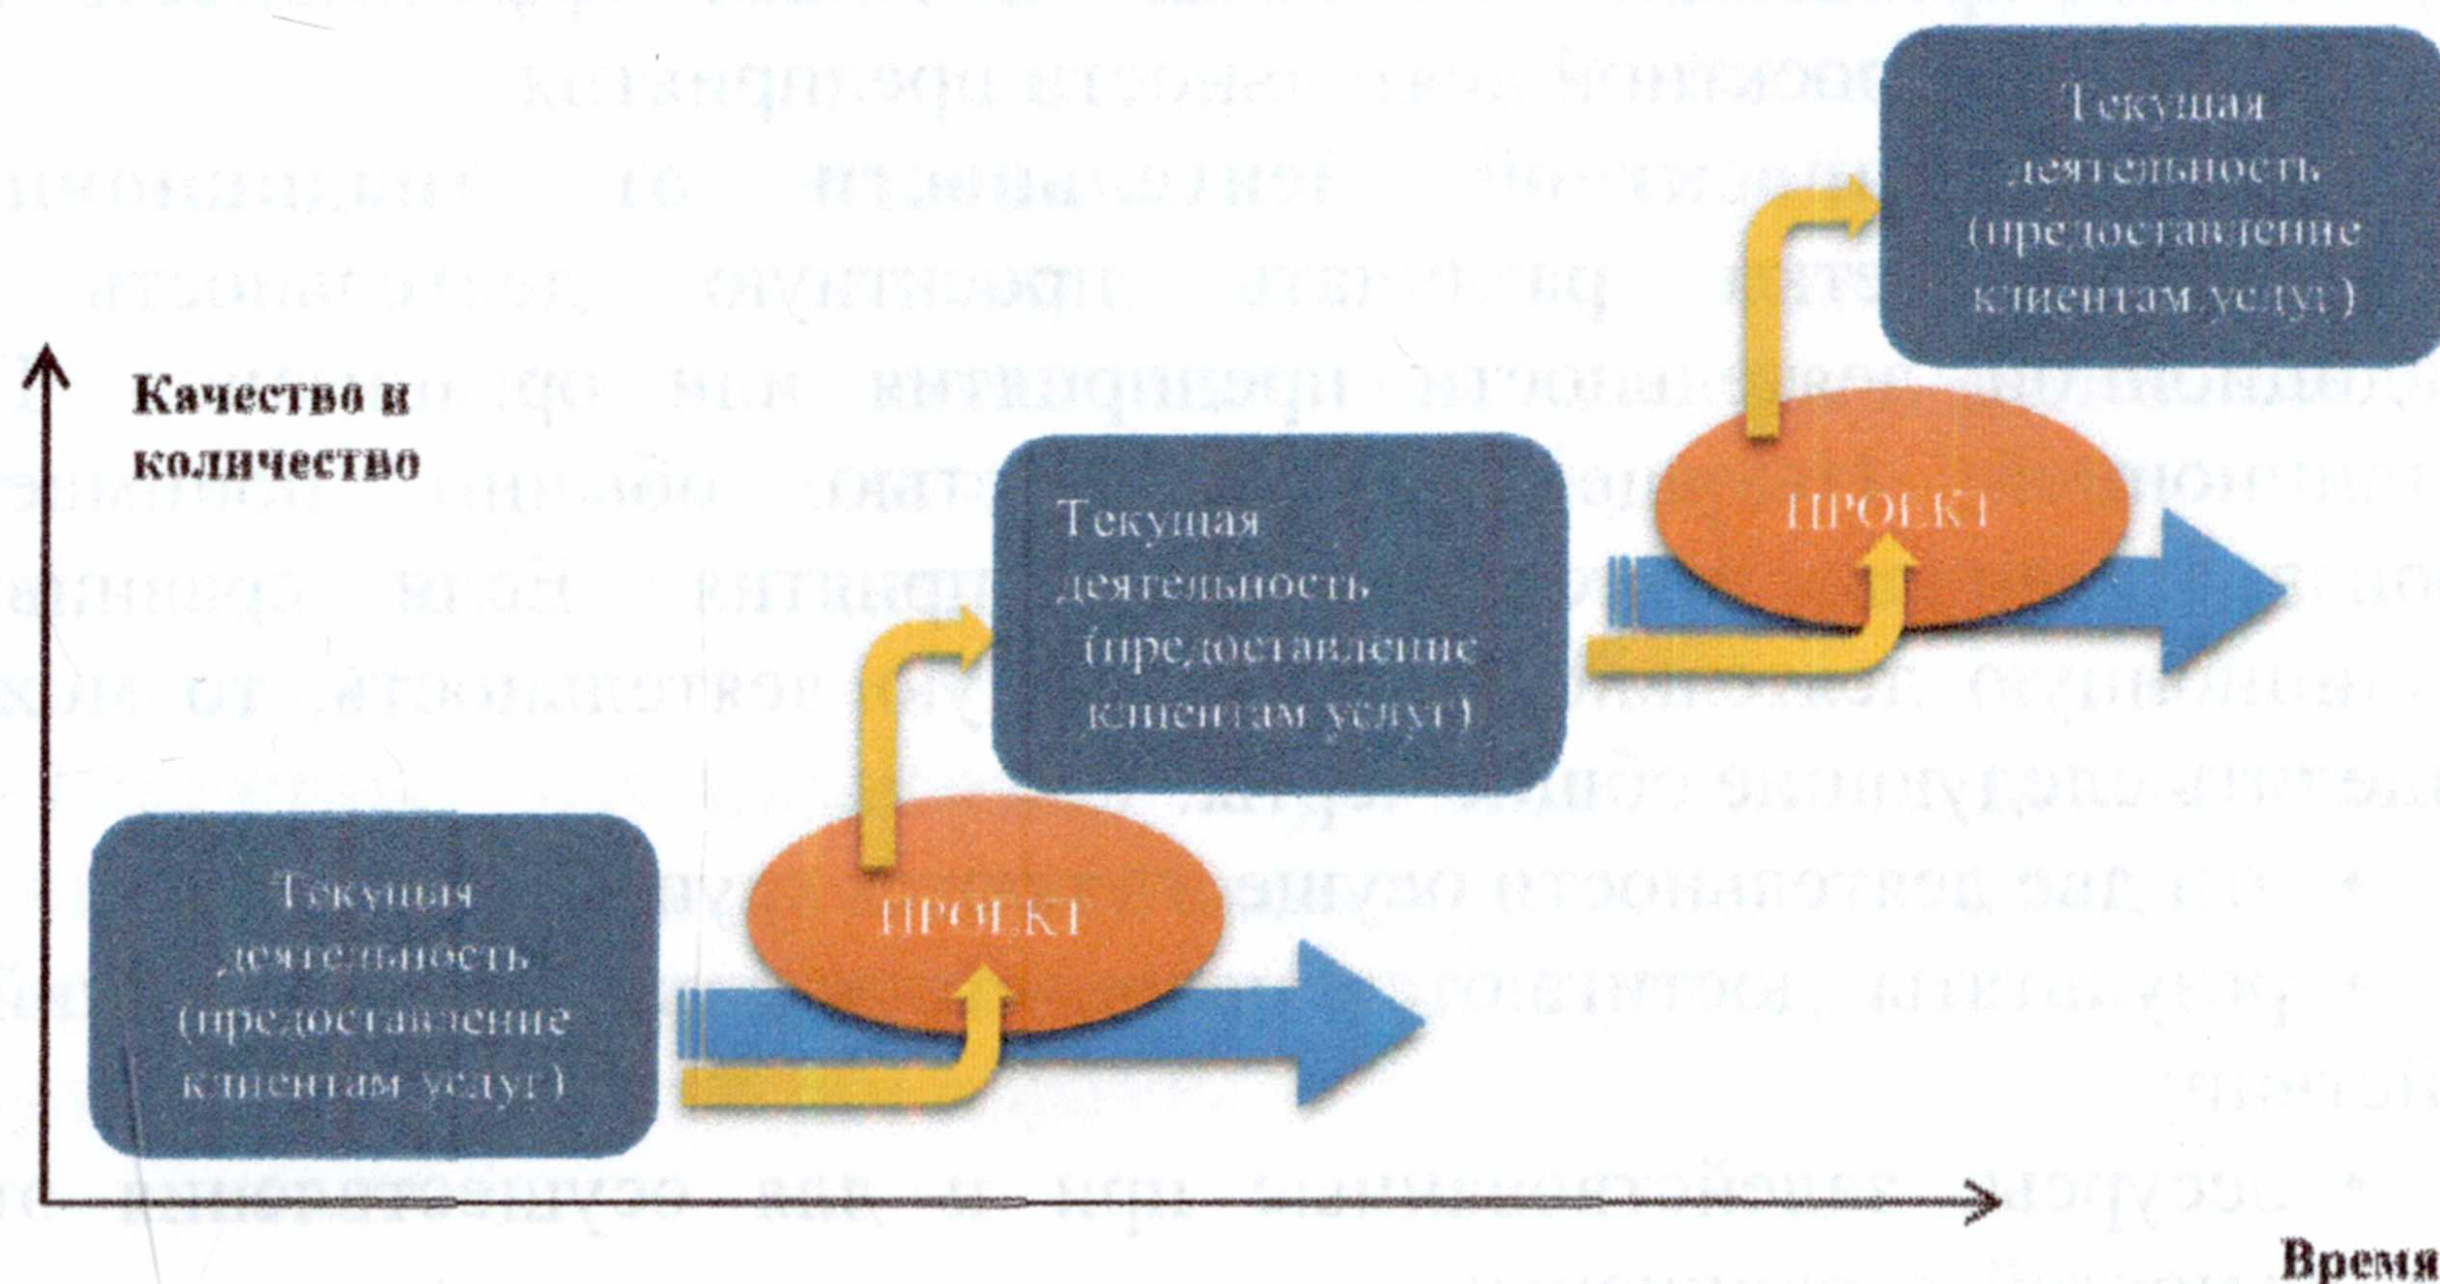 Качество и
количество
Текущая
деятельность
(предоставление
клиентам услуг)
ПРОЕКТ
Текущая
деятельность
(предоставление
клиентам услуг)
ПРОЕКТ
Текущая
деятельность
(предоставление
клиентам услуг)
Время